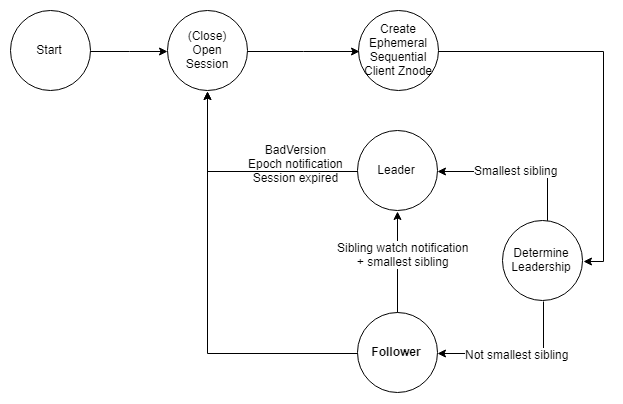 Start
(Close)
Open
Session
Create
Ephemeral
Sequential
Client Znode
BadVersion
Epoch notification
Session expired
Leader
Smallest sibling
Sibling watch notification
+ smallest sibling
Determine
Leadership
Follower
Not smallest sibling